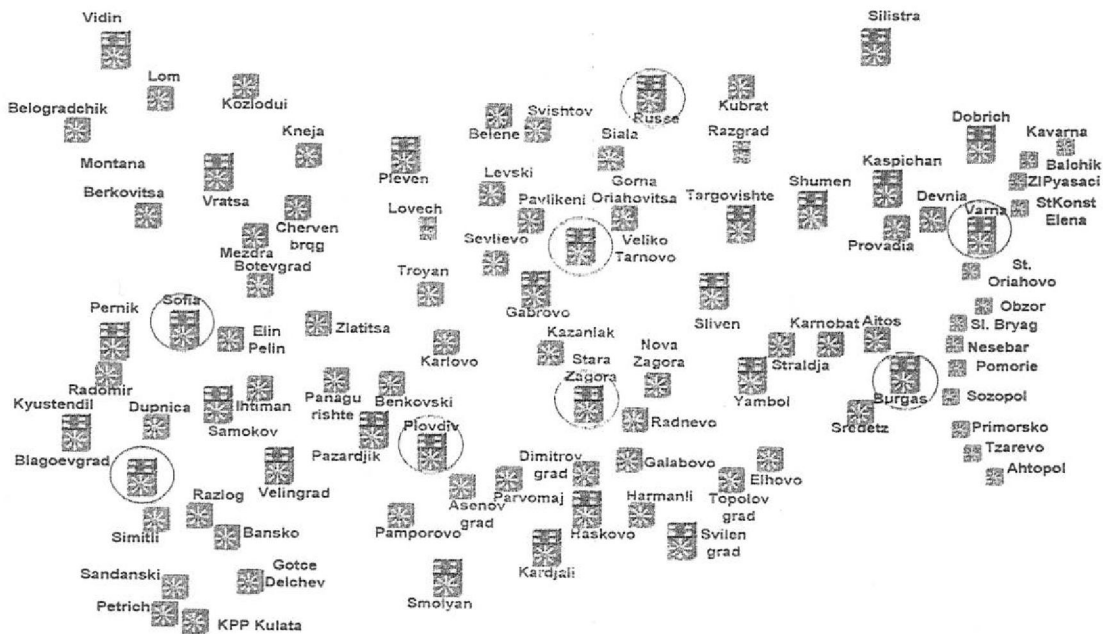 Vidin
Silistra
Lom
Kozlodui
Belogradchik
Kneja
Belene
Svishtov
Siala
Russe
Kubrat
Razgrad
Dobrich
Kavarna
Balchik
ZlPyasaci
StKonst
Elena
Montana
Berkovitsa
Vratsa
Cherven
brqg
Pleven
Levski
Lovech
Pavlikeni
Gorna
Oriahovitsa
Targovishte
Shumen
Kaspichan
Devnia
Varna
Provadia
Mezdra
Botevgrad
Sevlievo
Veliko
Tarnovo
Troyan
Gabrovo
Sliven
St.
Oriahovo
Obzor
Sl. Bryag
Nesebar
Pomorie
Sozopol
Primorsko
Tzarevo
Ahtopol
Pernik
Sofia
Elin
Pelin
Zlatitsa
Karlovo
Kazanlak
Stara
Zagora
Nova
Zagora
Karnobat
Aitos
Straldja
Yambol
Burgas
Sredetz
Radomir
Kyustendil
Dupnica
Samokov
Ihtiman
Panagu
rishte
Benkovski
Pazardjik
Plovdiv
Radnevo
Blagoevgrad
Velingrad
Dimitrov
grad
Galabovo
Elhovo
Topolov
grad
Razlog
Simitli
Bansko
Pamporovo
Asenov
grad
Parvomaj
Haskovo
Harmanli
Svilen
grad
Kardjali
Sandanski
Gotce
Delchev
Smolyan
Petrich
KPP Kulata